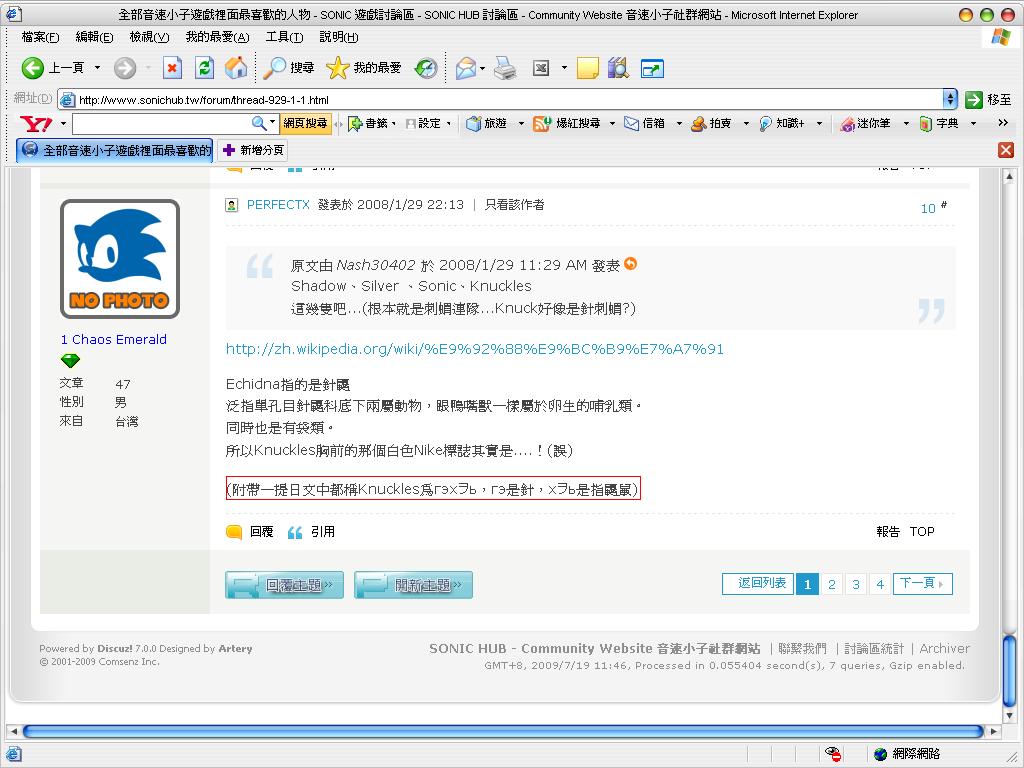 全部音速小子遊戲裡面最喜歡的人物 - SONIC 遊戲討論區 - SONIC HUB 討論區 - Community Website 音速小子社群網站 - Microsoft Internet Explorer
檔案(F) 編輯(E) 檢視(V) 我的最愛(A) 工具(T) 說明(H)
上一頁 搜尋 我的最愛
網址(D) http://www.sonichub.tw/forum/thread-929-1-1.html 移至
Y! 網頁搜尋 書籤 設定 旅遊 爆紅搜尋 信箱 拍賣 知識+ 迷你筆 字典 »
全部音速小子遊戲裡面最喜歡的 新增分頁
NO PHOTO
1 Chaos Emerald
文章 47
性別 男
來自 台灣
PERFECTX 發表於 2008/1/29 22:13 | 只看該作者 10 #
原文由 Nash30402 於 2008/1/29 11:29 AM 發表
Shadow、Silver 、Sonic、Knuckles
這幾隻吧...(根本就是刺蝟連隊...Knuck好像是針刺蝟?)
http://zh.wikipedia.org/wiki/%E9%92%88%E9%BC%B9%E7%A7%91
Echidna指的是針鼴
泛指單孔目針鼴科底下兩屬動物，跟鴨嘴獸一樣屬於卵生的哺乳類。
同時也是有袋類。
所以Knuckles胸前的那個白色Nike標誌其實是....！(誤)
(附帶一提日文中都稱Knuckles為гэхヲь，гэ是針，хヲь是指鼴鼠)
回覆 引用 報告 TOP
回覆主題 » 開新主題 »
返回列表 1 2 3 4 下一頁
Powered by Discuz! 7.0.0 Designed by Artery
© 2001-2009 Comsenz Inc.
SONIC HUB - Community Website 音速小子社群網站 | 聯繫我們 | 討論區統計 | Archiver
GMT+8, 2009/7/19 11:46, Processed in 0.055404 second(s), 7 queries, Gzip enabled.
網際網路